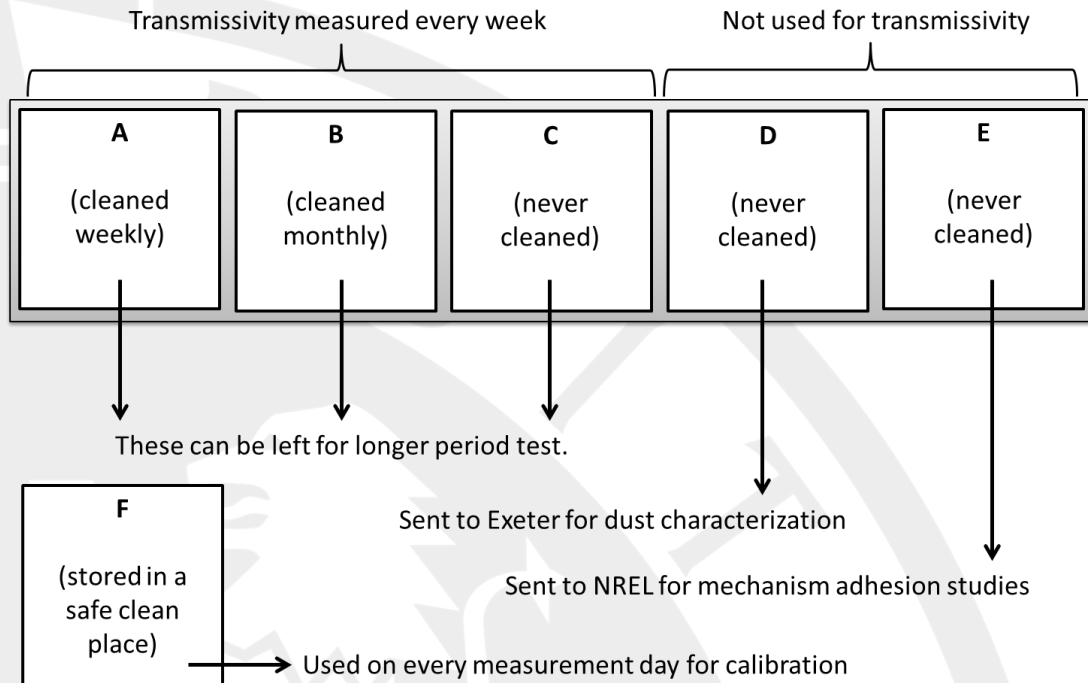 Transmissivity measured every week
Not used for transmissivity
A
(cleaned
weekly)
B
(cleaned
monthly)
C
(never
cleaned)
D
(never
cleaned)
E
(never
cleaned)
These can be left for longer period test.
Sent to Exeter for dust characterization
Sent to NREL for mechanism adhesion studies
F
(stored in a
safe clean
place)
Used on every measurement day for calibration